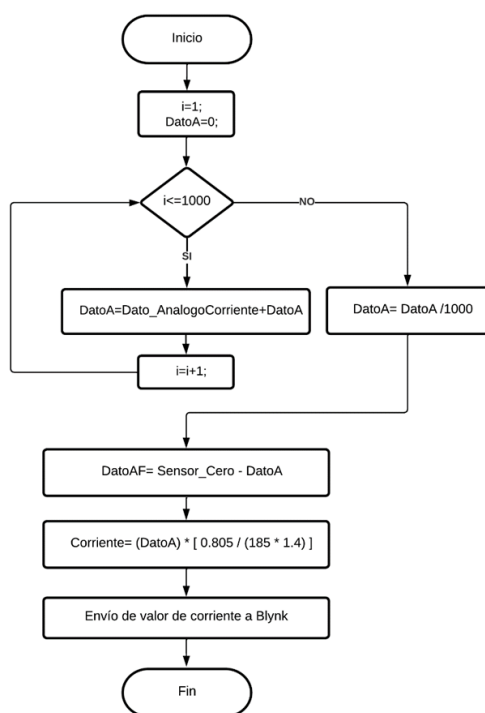 Inicio
i=1;
DatoA=0;
i<=1000
NO
SI
DatoA=Dato_AnalogoCorriente+DatoA
DatoA= DatoA /1000
i=i+1;
DatoAF= Sensor_Cero - DatoA
Corriente= (DatoA) * [ 0.805 / (185 * 1.4) ]
Envío de valor de corriente a Blynk
Fin